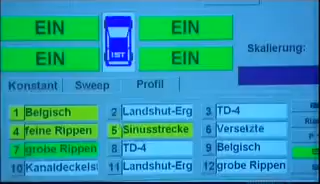 EIN EIN
IST
EIN EIN
Skalierung:
Konstant Sweep Profil
1 Belgisch 2 Landshut-Erg 3 TD-4
4 feine Rippen 5 Sinusstrecke 6 Versetzte
7 grobe Rippen 8 TD-4 9 Belgisch
10 Kanaldeckelst 11 Landshut-Erg 12 grobe Rippen